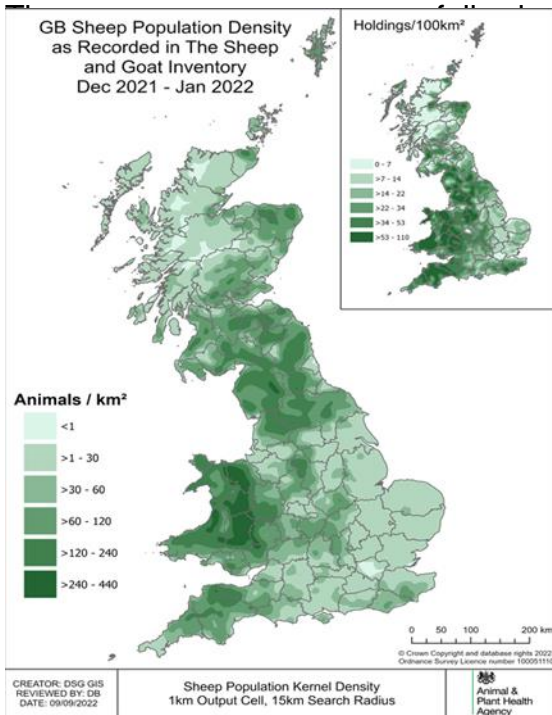 GB Sheep Population Density
as Recorded in The Sheep
and Goat Inventory
Dec 2021 - Jan 2022
Holdings/100km²
0 - 7
>7 - 14
>14 - 22
>22 - 34
>34 - 53
>53 - 110
Animals / km²
<1
>1 - 30
>30 - 60
>60 - 120
>120 - 240
>240 - 440
0 50 100 200 km
© Crown Copyright and database rights 2022
Ordnance Survey Licence number 100051110
CREATOR: DSG GIS
REVIEWED BY: DB
DATE: 09/09/2022
Sheep Population Kernel Density
1km Output Cell, 15km Search Radius
Animal &
Plant Health
Agency